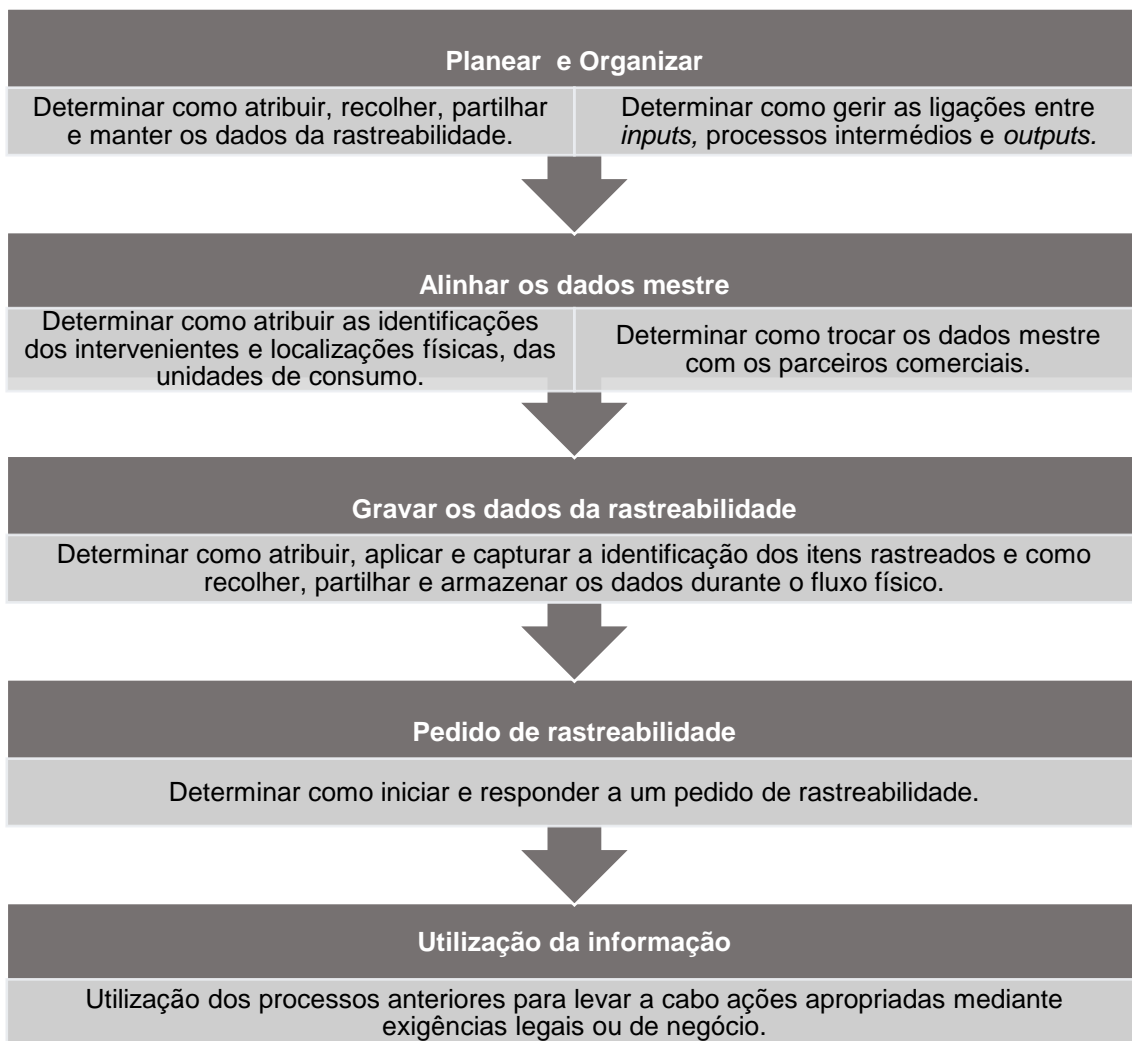 Planear e Organizar
Determinar como atribuir, recolher, partilhar
e manter os dados da rastreabilidade.
Determinar como gerir as ligações entre
inputs, processos intermédios e outputs.
Alinhar os dados mestre
Determinar como atribuir as identificações
dos intervenientes e localizações físicas, das
unidades de consumo.
Determinar como trocar os dados mestre
com os parceiros comerciais.
Gravar os dados da rastreabilidade
Determinar como atribuir, aplicar e capturar a identificação dos itens rastreados e como
recolher, partilhar e armazenar os dados durante o fluxo físico.
Pedido de rastreabilidade
Determinar como iniciar e responder a um pedido de rastreabilidade.
Utilização da informação
Utilização dos processos anteriores para levar a cabo ações apropriadas mediante
exigências legais ou de negócio.